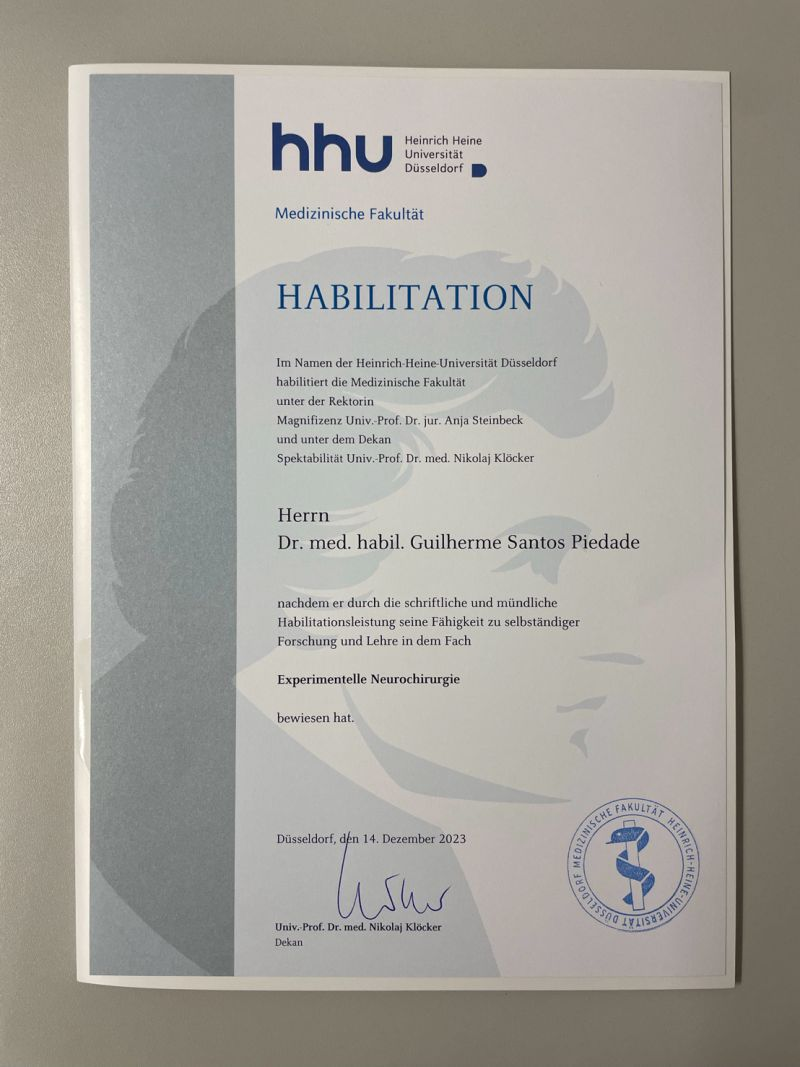 hhu
Heinrich Heine
Universität
Düsseldorf
Medizinische Fakultät
HABILITATION
Im Namen der Heinrich-Heine-Universität Düsseldorf
habilitiert die Medizinische Fakultät
unter der Rektorin
Magnifizenz Univ.-Prof. Dr. jur. Anja Steinbeck
und unter dem Dekan
Spektabilität Univ.-Prof. Dr. med. Nikolaj Klöcker
Herrn
Dr. med. habil. Guilherme Santos Piedade
nachdem er durch die schriftliche und mündliche
Habilitationsleistung seine Fähigkeit zu selbständiger
Forschung und Lehre in dem Fach
Experimentelle Neurochirurgie
bewiesen hat.
Düsseldorf, den 14. Dezember 2023
Klöcker
Univ.-Prof. Dr. med. Nikolaj Klöcker
Dekan
MEDIZINISCHE FAKULTÄT HEINRICH-HEINE-UNIVERSITÄT DÜSSELDORF